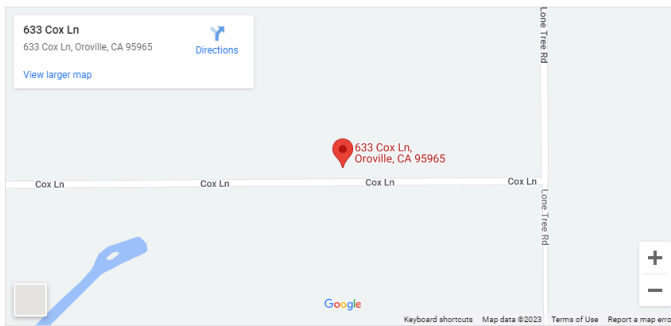 633 Cox Ln
633 Cox Ln, Oroville, CA 95965
Directions
View larger map
Lone Tree Rd
633 Cox Ln,
Oroville, CA 95965
Cox Ln
Cox Ln
Cox Ln
Cox Ln
Lone Tree Rd
Google
Keyboard shortcuts
Map data ©2023
Terms of Use
Report a map erro